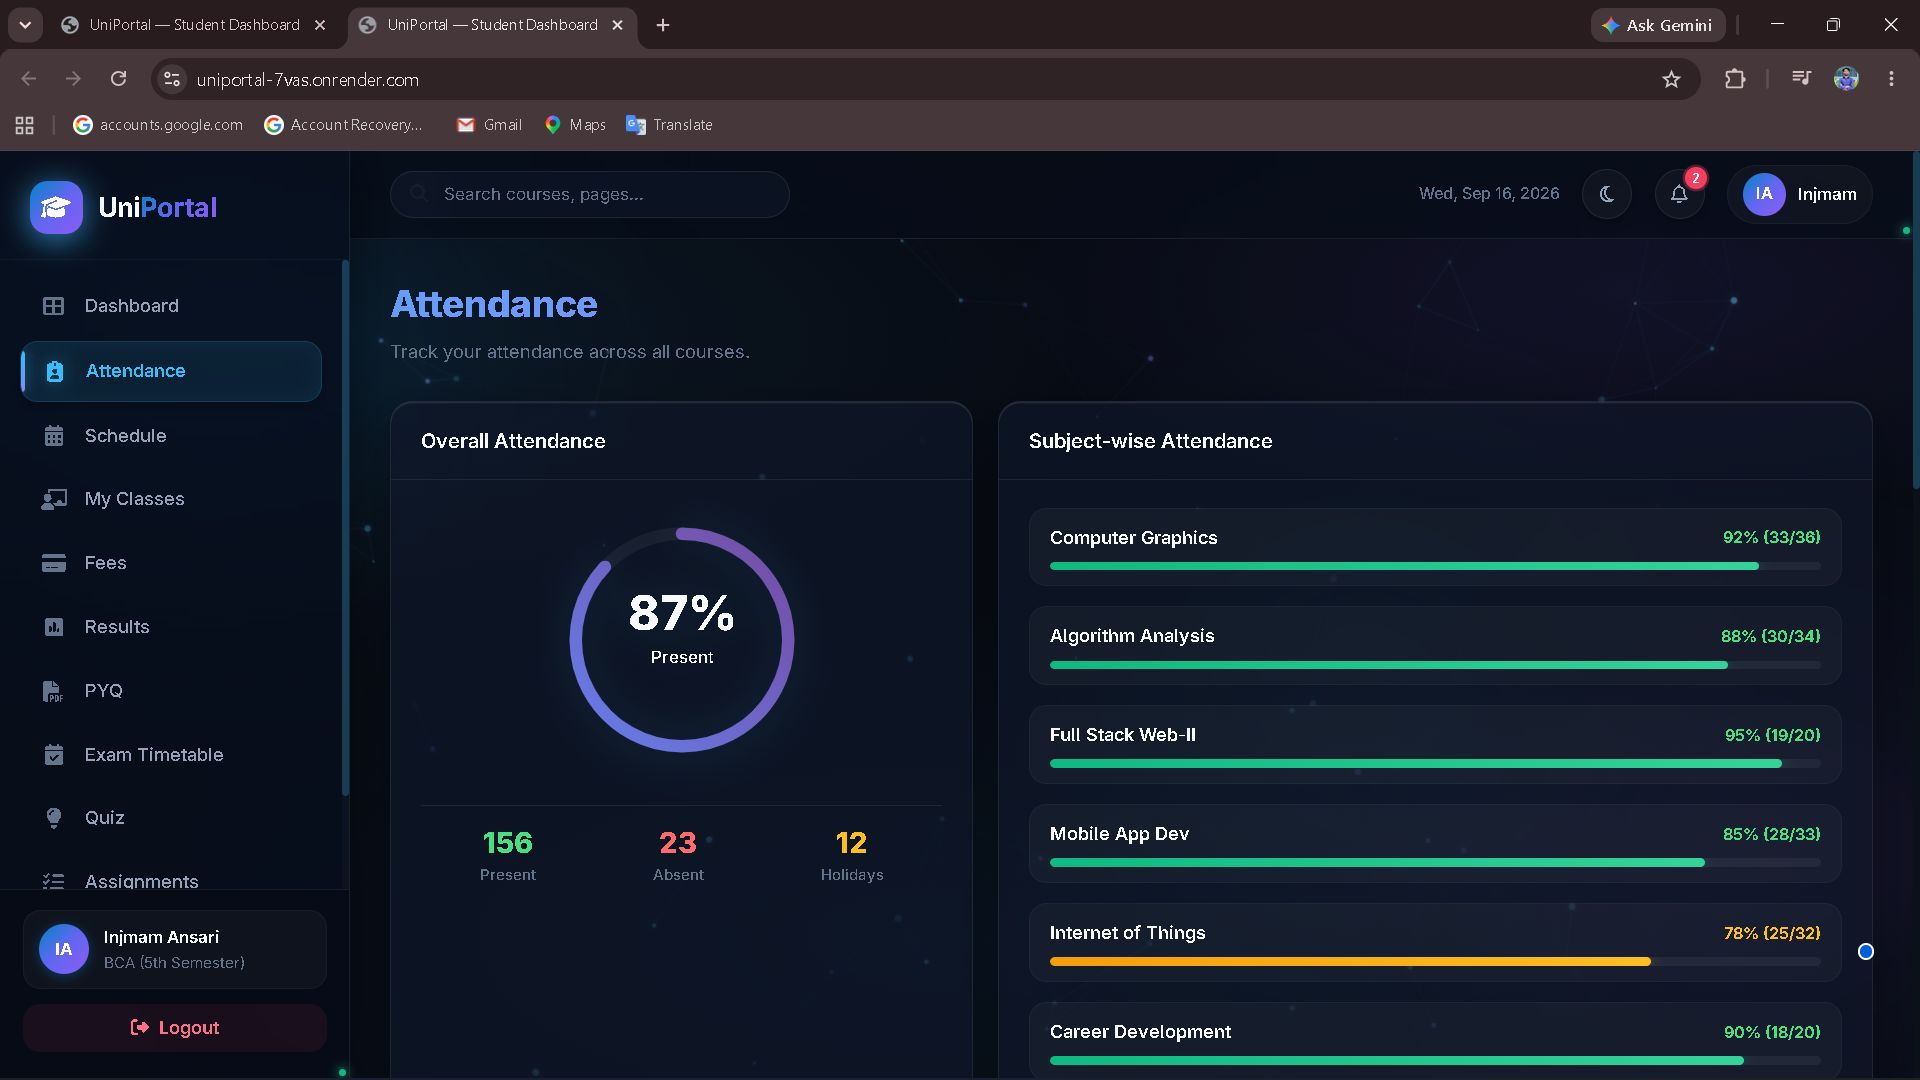 UniPortal — Student Dashboard
UniPortal — Student Dashboard
Ask Gemini
uniportal-7vas.onrender.com
accounts.google.com
Account Recovery...
Gmail
Maps
Translate
UniPortal
Search courses, pages...
Wed, Sep 16, 2026
2
IA
Injmam
Dashboard
Attendance
Schedule
My Classes
Fees
Results
PDF
PYQ
Exam Timetable
Quiz
Assignments
IA
Injmam Ansari
BCA (5th Semester)
Logout
Attendance
Track your attendance across all courses.
Overall Attendance
87%
Present
156
Present
23
Absent
12
Holidays
Subject-wise Attendance
Computer Graphics
92% (33/36)
Algorithm Analysis
88% (30/34)
Full Stack Web-II
95% (19/20)
Mobile App Dev
85% (28/33)
Internet of Things
78% (25/32)
Career Development
90% (18/20)